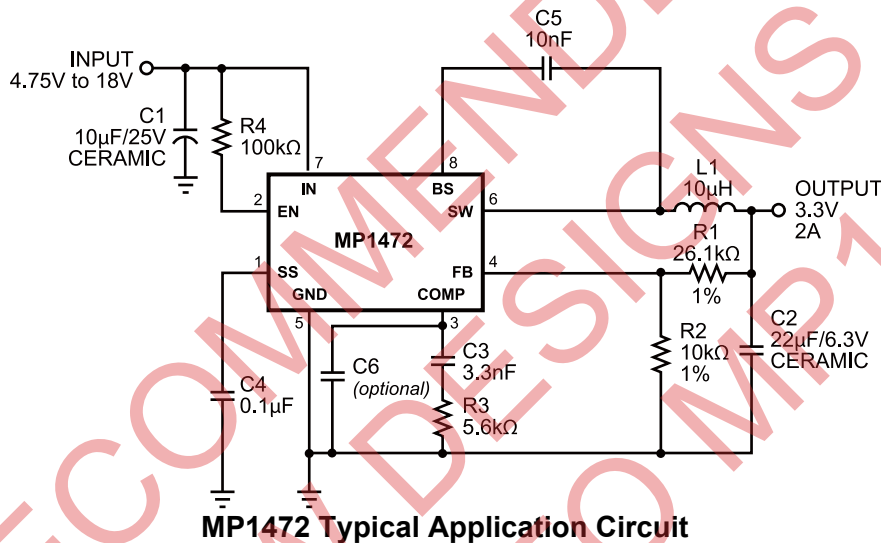 C5
10nF
INPUT
4.75V to 18V
C1
10µF/25V
CERAMIC
R4
100kΩ
7
8
IN
BS
L1
10µH
OUTPUT
3.3V
2A
2
EN
SW
6
MP1472
R1
26.1kΩ
1%
1
SS
FB
4
GND
COMP
5
3
R2
10kΩ
1%
C2
22µF/6.3V
CERAMIC
C3
3.3nF
C6
(optional)
C4
0.1µF
R3
5.6kΩ
MP1472 Typical Application Circuit
ECOMMENDE
W DESIGNS
O MP1